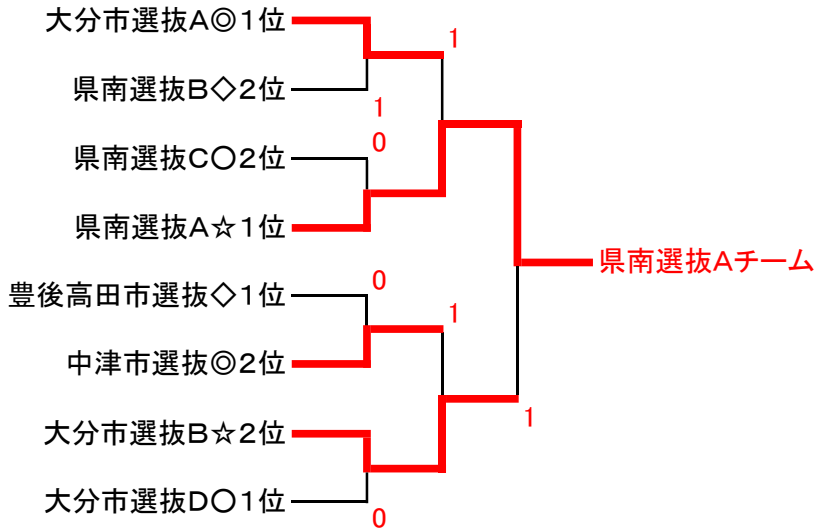 大分市選抜A◎1位
1
県南選抜B◇2位
1
0
県南選抜C○2位
県南選抜A☆1位
県南選抜Aチーム
0
豊後高田市選抜◇1位
1
中津市選抜◎2位
1
大分市選抜B☆2位
大分市選抜D○1位
0